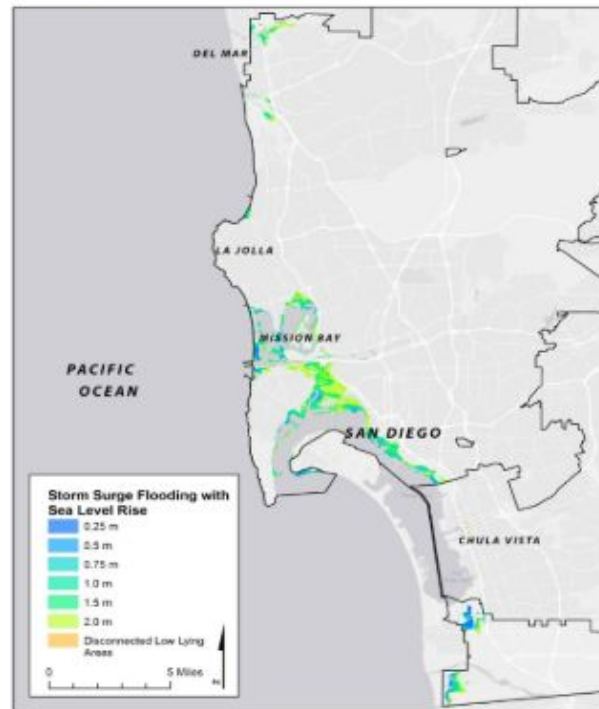 DEL MAR
LA JOLLA
MISSION BAY
PACIFIC
OCEAN
SAN DIEGO
CHULA VISTA
Storm Surge Flooding with
Sea Level Rise
0.25 m
0.5 m
0.75 m
1.0 m
1.5 m
2.0 m
Disconnected Low Lying
Areas
0 5 Miles